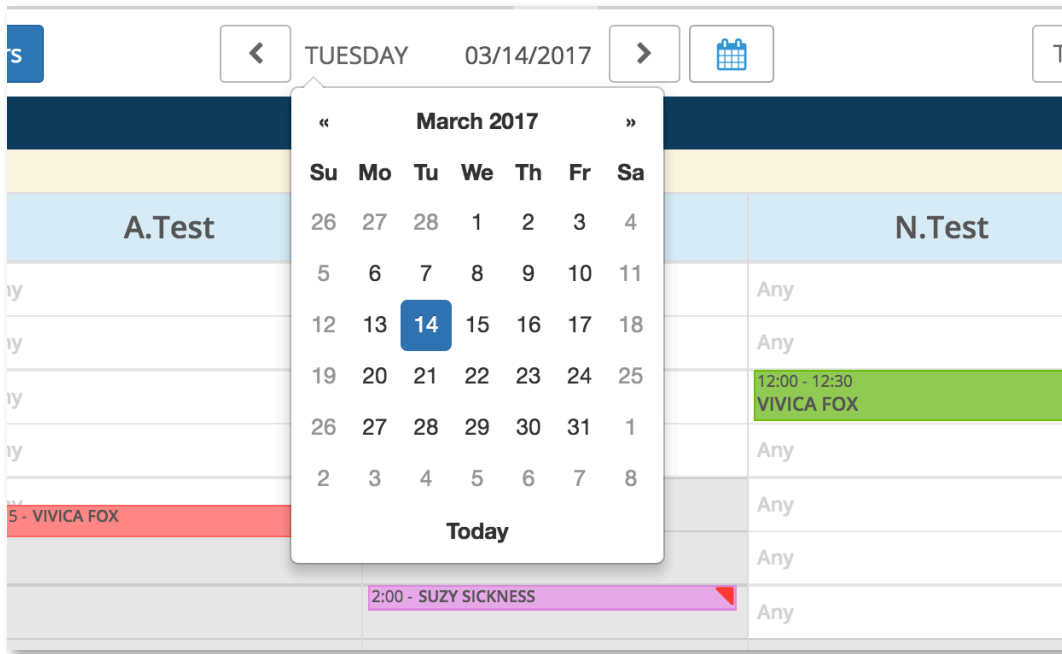 TUESDAY 03/14/2017
« March 2017 »
Su Mo Tu We Th Fr Sa
26 27 28 1 2 3 4
5 6 7 8 9 10 11
12 13 14 15 16 17 18
19 20 21 22 23 24 25
26 27 28 29 30 31 1
2 3 4 5 6 7 8
Today
A.Test
5 - VIVICA FOX
2:00 - SUZY SICKNESS
N.Test
Any
Any
12:00 - 12:30
VIVICA FOX
Any
Any
Any
Any